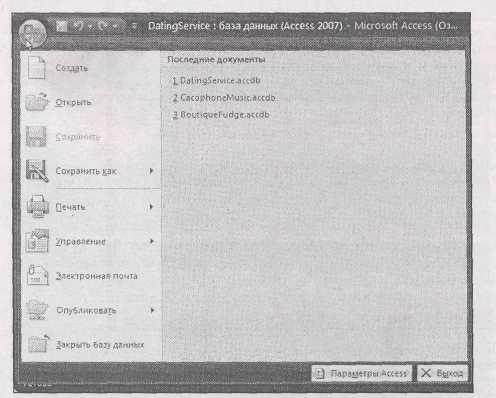 DatingService : база данных (Access 2007) - Microsoft Access (Оз...
Создать
Открыть
Сохранить
Сохранить как
Печать
Управление
Электронная почта
Опубликовать
Закрыть базу данных
Последние документы
1 DatingService.accdb
2 CacophoneMusic.accdb
3 BoutiqueFudge.accdb
Параметры Access
Выход